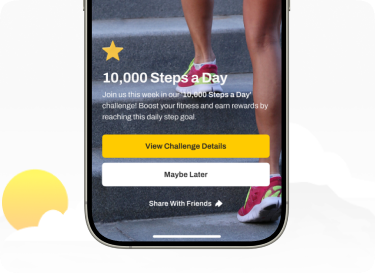 10,000 Steps a Day
Join us this week in our '10,000 Steps a Day'
challenge! Boost your fitness and earn rewards by
reaching this daily step goal.
View Challenge Details
Maybe Later
Share With Friends